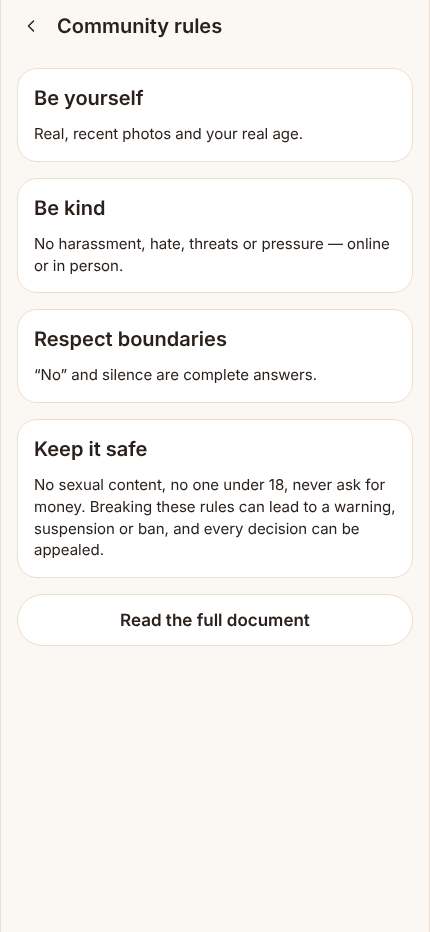 Community rules
Be yourself
Real, recent photos and your real age.
Be kind
No harassment, hate, threats or pressure — online
or in person.
Respect boundaries
“No” and silence are complete answers.
Keep it safe
No sexual content, no one under 18, never ask for
money. Breaking these rules can lead to a warning,
suspension or ban, and every decision can be
appealed.
Read the full document